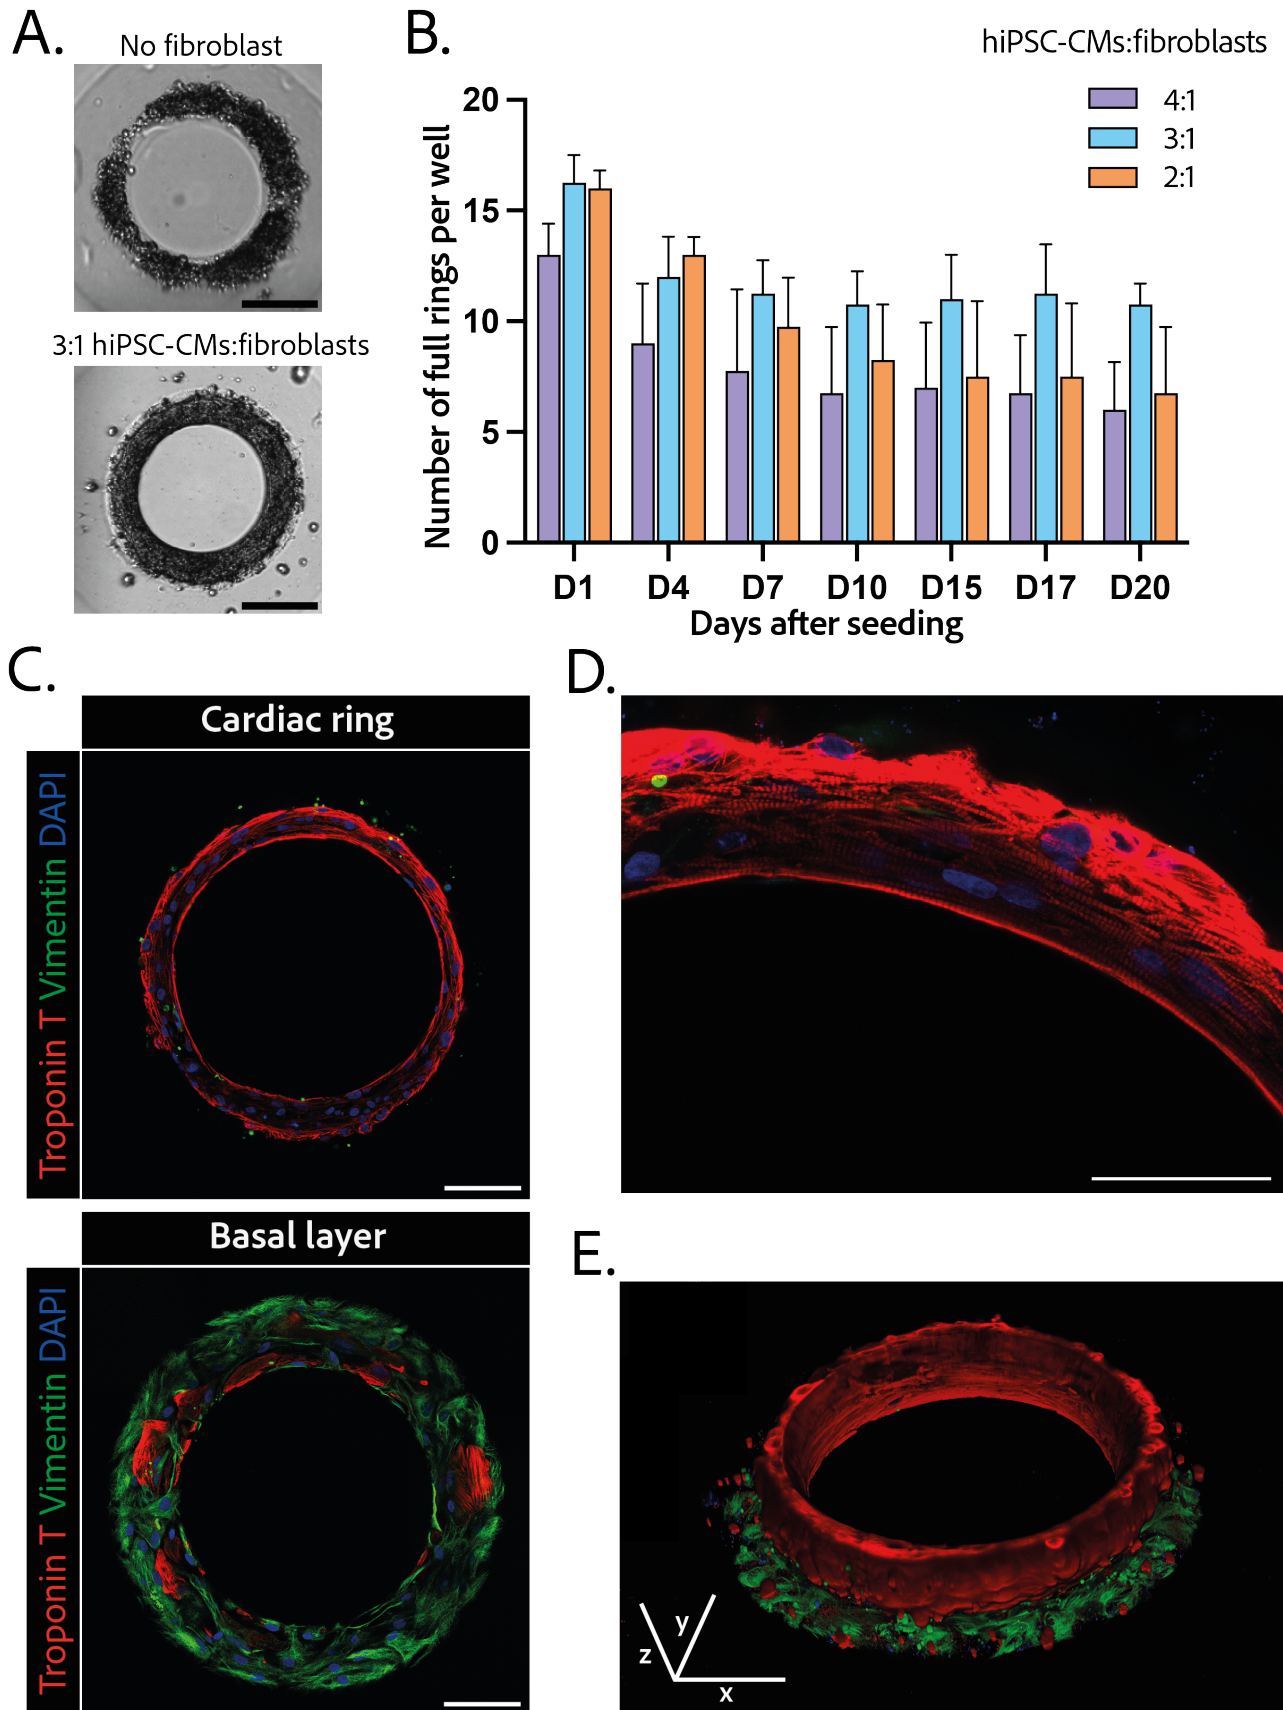 A.
No fibroblast
3:1 hiPSC-CMs:fibroblasts
B.
hiPSC-CMs:fibroblasts
4:1
3:1
2:1
Number of full rings per well
20
15
10
5
0
D1 D4 D7 D10 D15 D17 D20
Days after seeding
C.
Cardiac ring
Troponin T Vimentin DAPI
Basal layer
Troponin T Vimentin DAPI
D.
E.
z y x